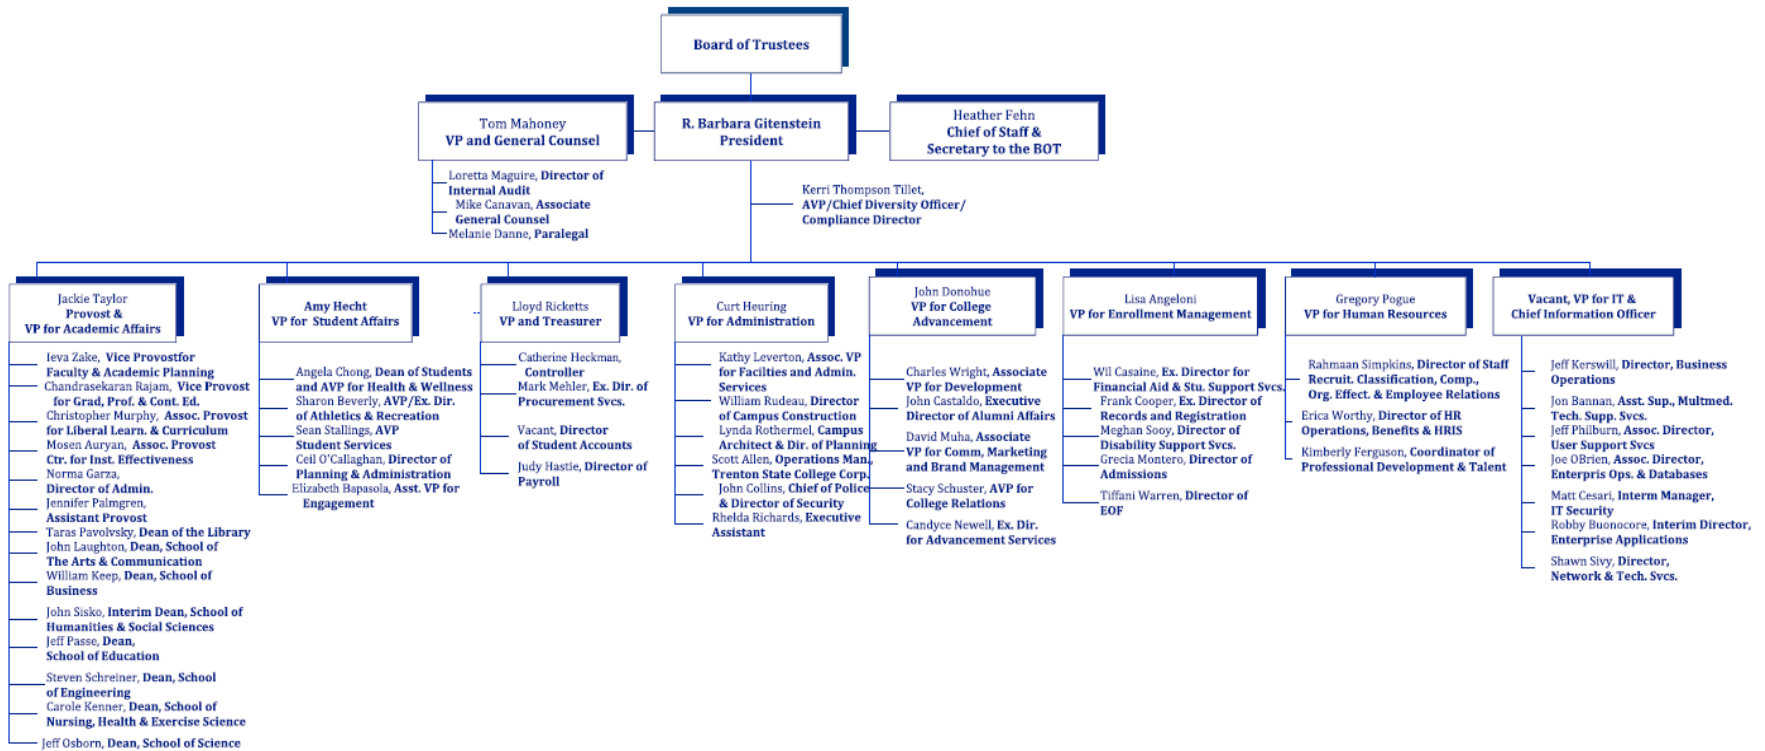 Board of Trustees
Tom Mahoney
VP and General Counsel
R. Barbara Gitenstein
President
Heather Fehn
Chief of Staff &
Secretary to the BOT
Loretta Maguire, Director of
Internal Audit
Mike Canavan, Associate
General Counsel
Melanie Danne, Paralegal
Kerri Thompson Tillet,
AVP/Chief Diversity Officer/
Compliance Director
Jackie Taylor
Provost &
VP for Academic Affairs
Ieva Zake, Vice Provostfor
Faculty & Academic Planning
Chandrasekaran Rajam, Vice Provost
for Grad, Prof. & Cont. Ed.
Christopher Murphy, Assoc. Provost
for Liberal Learn. & Curriculum
Mosen Auryan, Assoc. Provost
Ctr. for Inst. Effectiveness
Norma Garza,
Director of Admin.
Jennifer Palmgren,
Assistant Provost
Taras Pavolvsky, Dean of the Library
John Laughton, Dean, School of
The Arts & Communication
William Keep, Dean, School of
Business
John Sisko, Interim Dean, School of
Humanities & Social Sciences
Jeff Passe, Dean,
School of Education
Steven Schreiner, Dean, School
of Engineering
Carole Kenner, Dean, School of
Nursing, Health & Exercise Science
Jeff Osborn, Dean, School of Science
Amy Hecht
VP for Student Affairs
Angela Chong, Dean of Students
and AVP for Health & Wellness
Sharon Beverly, AVP/Ex. Dir.
of Athletics & Recreation
Sean Stallings, AVP
Student Services
Ceil O'Callaghan, Director of
Planning & Administration
Elizabeth Bapasola, Asst. VP for
Engagement
Lloyd Ricketts
VP and Treasurer
Catherine Heckman,
Controller
Mark Mehler, Ex. Dir. of
Procurement Svcs.
Vacant, Director
of Student Accounts
Judy Hastie, Director of
Payroll
Curt Heuring
VP for Administration
Kathy Leverton, Assoc. VP
for Facilties and Admin.
Services
William Rudeau, Director
of Campus Construction
Lynda Rothermel, Campus
Architect & Dir. of Planning
Scott Allen, Operations Man.,
Trenton State College Corp.
John Collins, Chief of Police
& Director of Security
Rhelda Richards, Executive
Assistant
John Donohue
VP for College
Advancement
Charles Wright, Associate
VP for Development
John Castaldo, Executive
Director of Alumni Affairs
David Muha, Associate
VP for Comm, Marketing
and Brand Management
Stacy Schuster, AVP for
College Relations
Candyce Newell, Ex. Dir.
for Advancement Services
Lisa Angeloni
VP for Enrollment Management
Wil Casaine, Ex. Director for
Financial Aid & Stu. Support Svcs.
Frank Cooper, Ex. Director of
Records and Registration
Meghan Sooy, Director of
Disability Support Svcs.
Grecia Montero, Director of
Admissions
Tiffani Warren, Director of
EOF
Gregory Pogue
VP for Human Resources
Rahmaan Simpkins, Director of Staff
Recruit. Classification, Comp.,
Org. Effect. & Employee Relations
Erica Worthy, Director of HR
Operations, Benefits & HRIS
Kimberly Ferguson, Coordinator of
Professional Development & Talent
Vacant, VP for IT &
Chief Information Officer
Jeff Kerswill, Director, Business
Operations
Jon Bannan, Asst. Sup., Multmed.
Tech. Supp. Svcs.
Jeff Philburn, Assoc. Director,
User Support Svcs
Joe OBrien, Assoc. Director,
Enterpris Ops. & Databases
Matt Cesari, Interm Manager,
IT Security
Robby Buonocore, Interim Director,
Enterprise Applications
Shawn Sivy, Director,
Network & Tech. Svcs.